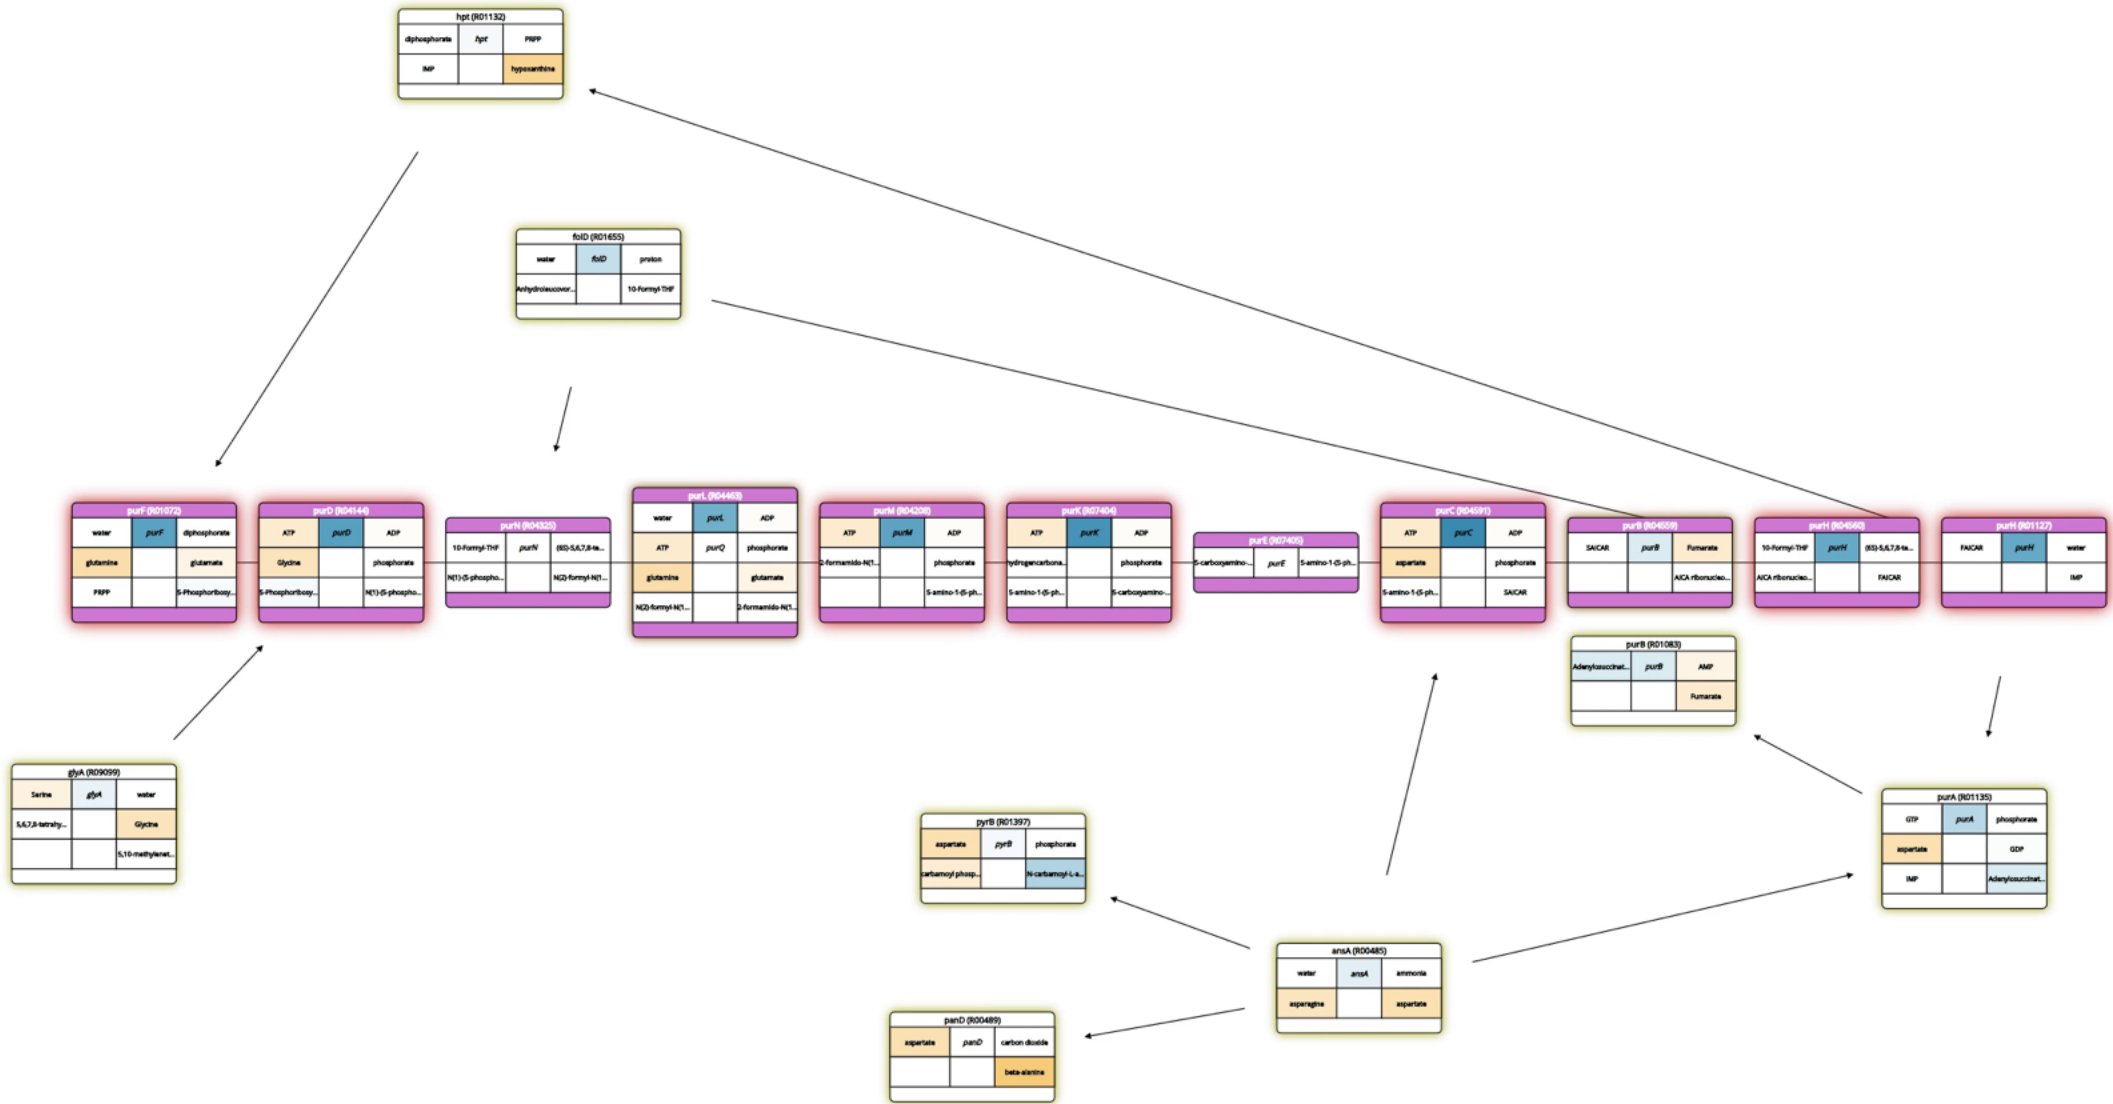 hpt (R01132)
diphosphorate hpt PRPP
IMP hypoxanthine
folD (R01655)
water folD proton
Anhydroleucovor... 10-Formyl-THF
purF (R01072)
water purF diphosphorate
glutamine glutamate
PRPP 5-Phosphoribosy...
purD (R04144)
ATP purD ADP
Glycine phosphorate
5-Phosphoribosy... N(1)-(5-phospho...
purN (R04325)
10-Formyl-THF purN (6S)-5,6,7,8-te...
N(1)-(5-phospho... N(2)-formyl-N(1...
purL (R04463)
water purL ADP
ATP purQ phosphorate
glutamine glutamate
N(2)-formyl-N(1... 2-formamido-N(1...
purM (R04208)
ATP purM ADP
2-formamido-N(1... phosphorate
5-amino-1-(5-ph...
purK (R07404)
ATP purK ADP
hydrogencarbona... phosphorate
5-amino-1-(5-ph... 5-carboxyamino-...
purE (R07405)
5-carboxyamino-... purE 5-amino-1-(5-ph...
purC (R04591)
ATP purC ADP
aspartate phosphorate
5-amino-1-(5-ph... SAICAR
purB (R04559)
SAICAR purB Fumarate
AICA ribonucleo...
purH (R04560)
10-Formyl-THF purH (6S)-5,6,7,8-te...
AICA ribonucleo... FAICAR
purH (R01127)
FAICAR purH water
IMP
purB (R01083)
Adenylosuccinat... purB AMP
Fumarate
glyA (R09099)
Serine glyA water
5,6,7,8-tetrahy... Glycine
5,10-methylenet...
pyrB (R01397)
aspartate pyrB phosphorate
carbamoyl phosp... N-carbamoyl-L-a...
purA (R01135)
GTP purA phosphorate
aspartate GDP
IMP Adenylosuccinat...
ansA (R00485)
water ansA ammonia
asparagine aspartate
panD (R00489)
aspartate panD carbon dioxide
beta-alanine